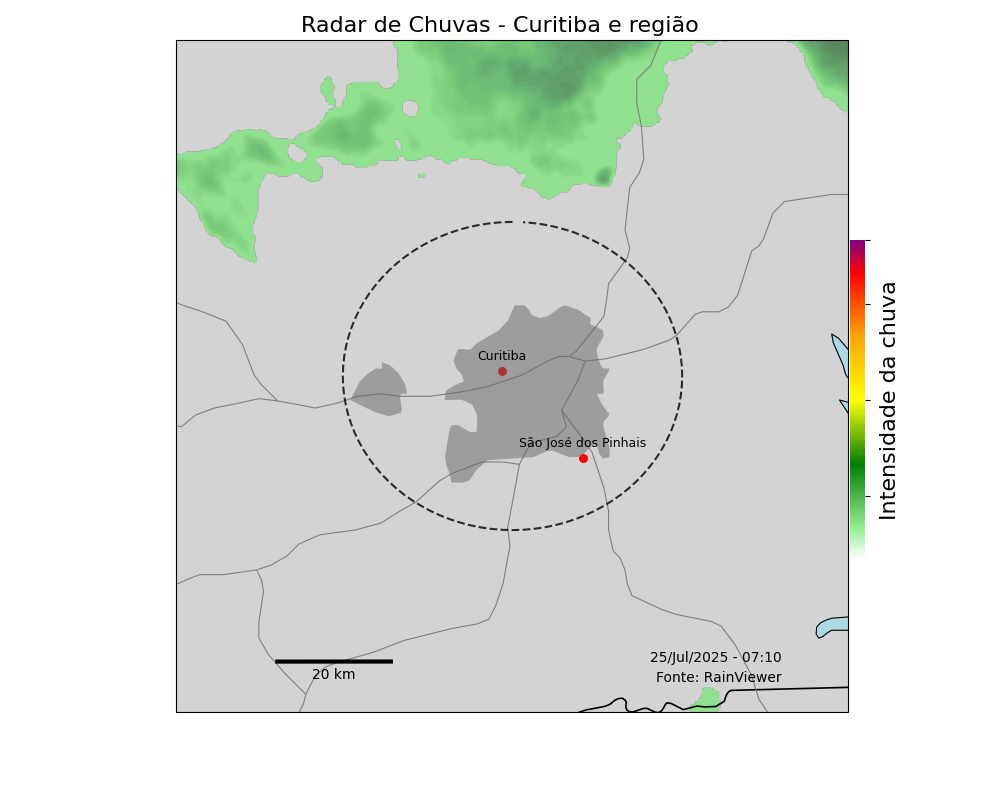 Radar de Chuvas - Curitiba e região
Curitiba
São José dos Pinhais
Intensidade da chuva
25/Jul/2025 - 07:10
Fonte: RainViewer
20 km